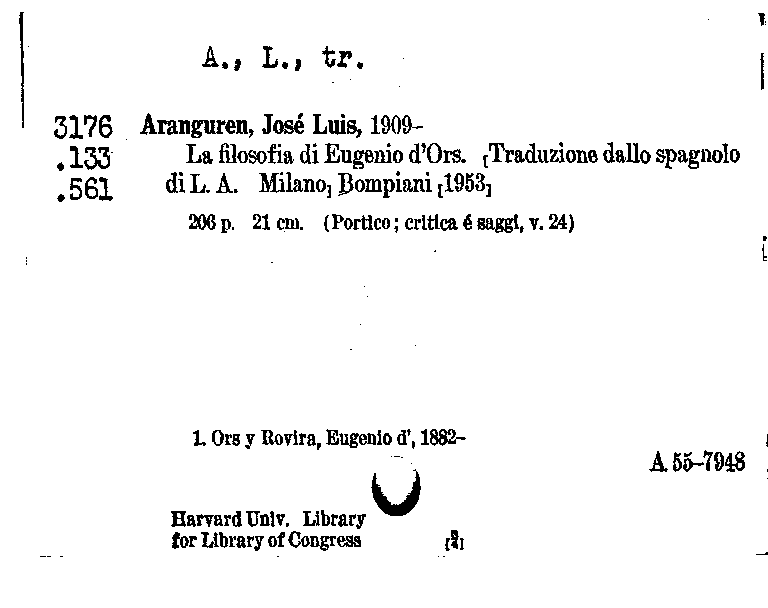 A., L., tr.
3176 Aranguren, José Luis, 1909–
.133 La filosofia di Eugenio d'Ors. [Traduzione dallo spagnolo
.561 di L. A. Milano] Bompiani [1953]
206 p. 21 cm. (Portico; critica é saggi, v. 24)
1. Ors y Rovira, Eugenio d', 1882–
A 55–7948
Harvard Univ. Library
for Library of Congress